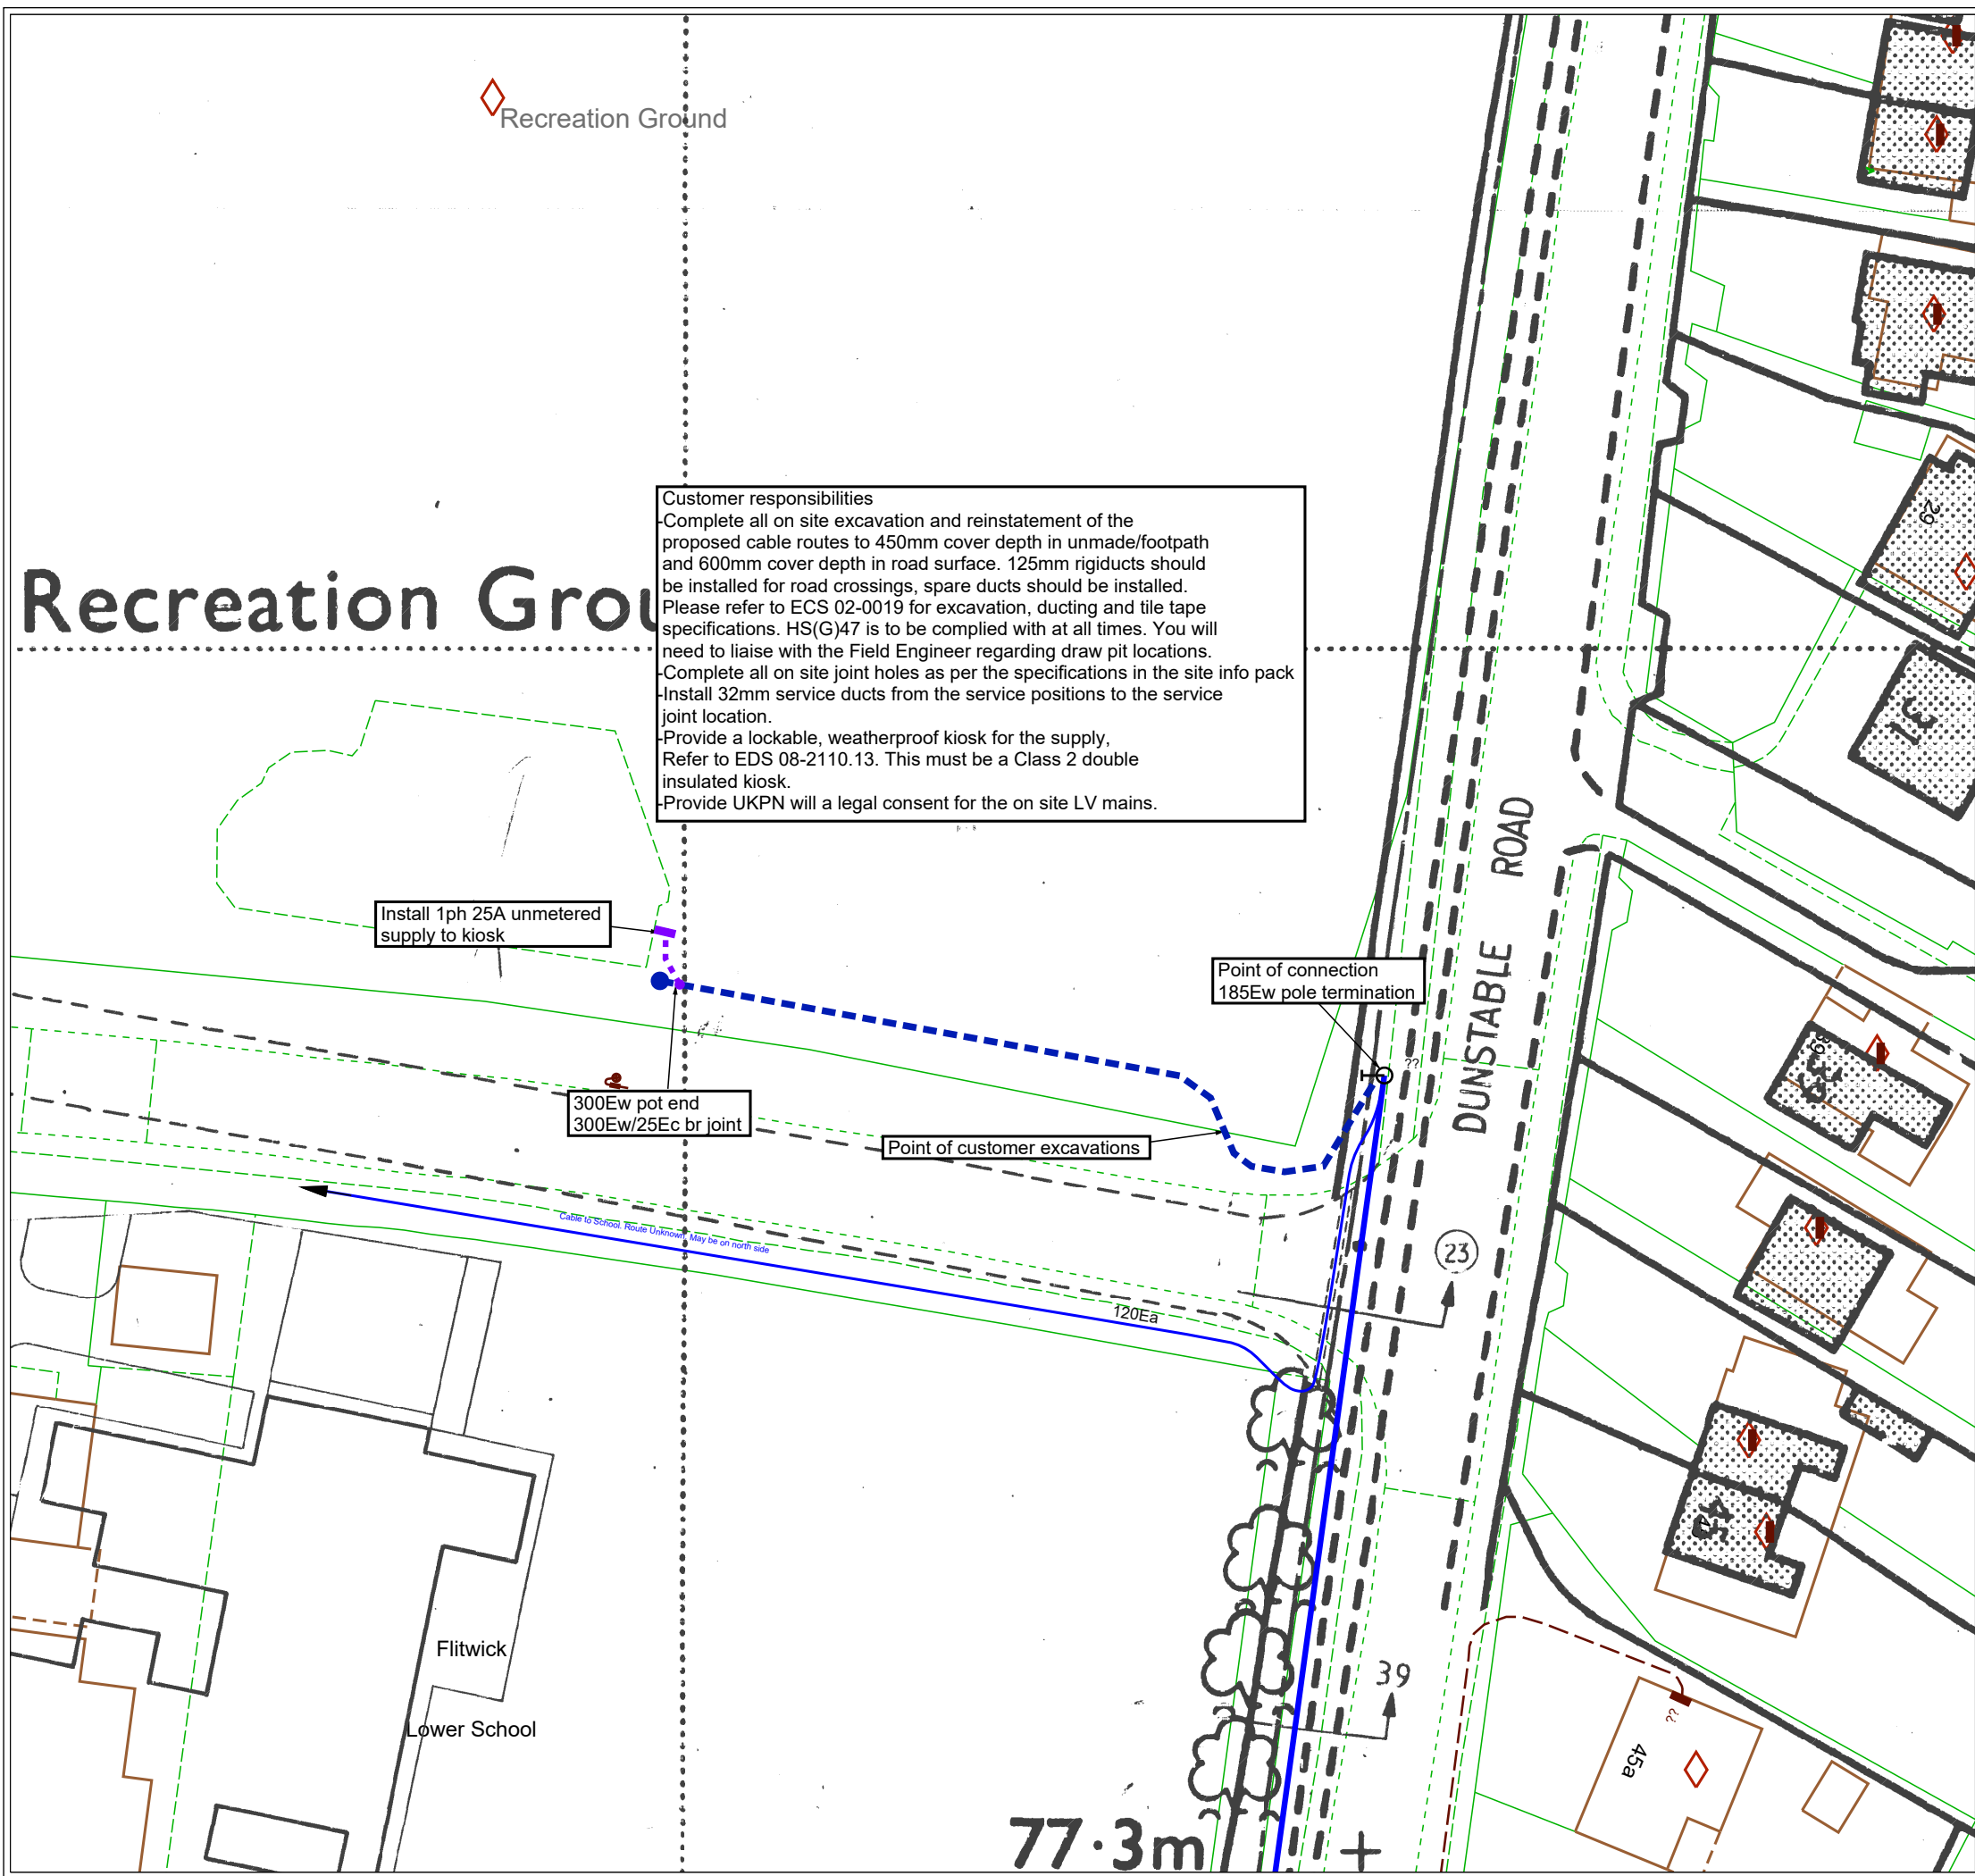 Recreation Ground
Customer responsibilities
-Complete all on site excavation and reinstatement of the
proposed cable routes to 450mm cover depth in unmade/footpath
and 600mm cover depth in road surface. 125mm rigiducts should
be installed for road crossings, spare ducts should be installed.
Please refer to ECS 02-0019 for excavation, ducting and tile tape
specifications. HS(G)47 is to be complied with at all times. You will
need to liaise with the Field Engineer regarding draw pit locations.
-Complete all on site joint holes as per the specifications in the site info pack
-Install 32mm service ducts from the service positions to the service
joint location.
-Provide a lockable, weatherproof kiosk for the supply,
Refer to EDS 08-2110.13. This must be a Class 2 double
insulated kiosk.
-Provide UKPN will a legal consent for the on site LV mains.
29
Recreation Grou
31
DUNSTABLE ROAD
Install 1ph 25A unmetered
supply to kiosk
Point of connection
185Ew pole termination
??
39
39
300Ew pot end
300Ew/25Ec br joint
Point of customer excavations
Cable to School. Route Unknown. May be on north side
23
120Ea
Flitwick
Lower School
39
??
45a
77·3m